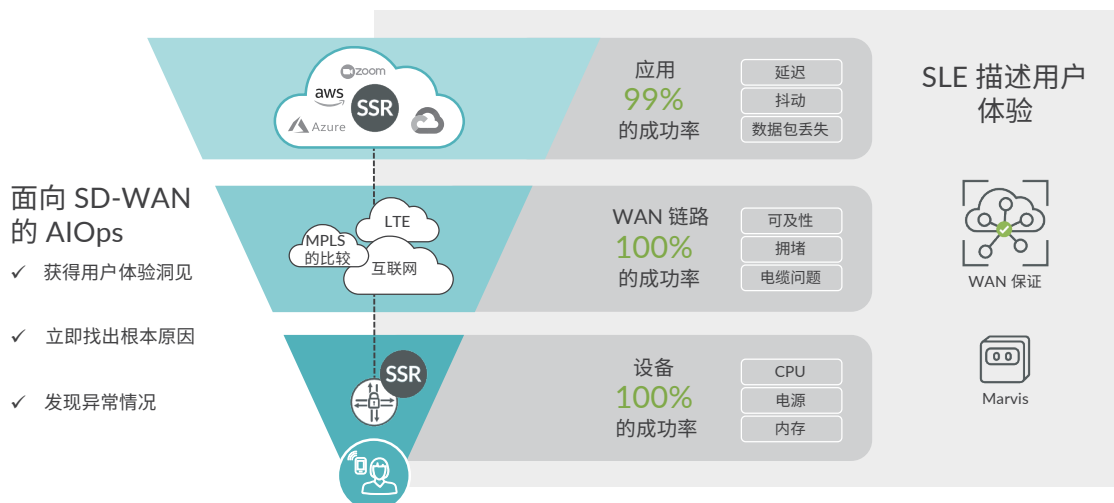 面向 SD-WAN
的 AIOps
✓ 获得用户体验洞见
✓ 立即找出根本原因
✓ 发现异常情况
zoom
aws
SSR
Azure
应用
99%
的成功率
延迟
抖动
数据包丢失
LTE
MPLS
的比较
互联网
WAN 链路
100%
的成功率
可及性
拥堵
电缆问题
SSR
设备
100%
的成功率
CPU
电源
内存
SLE 描述用户
体验
WAN 保证
Marvis